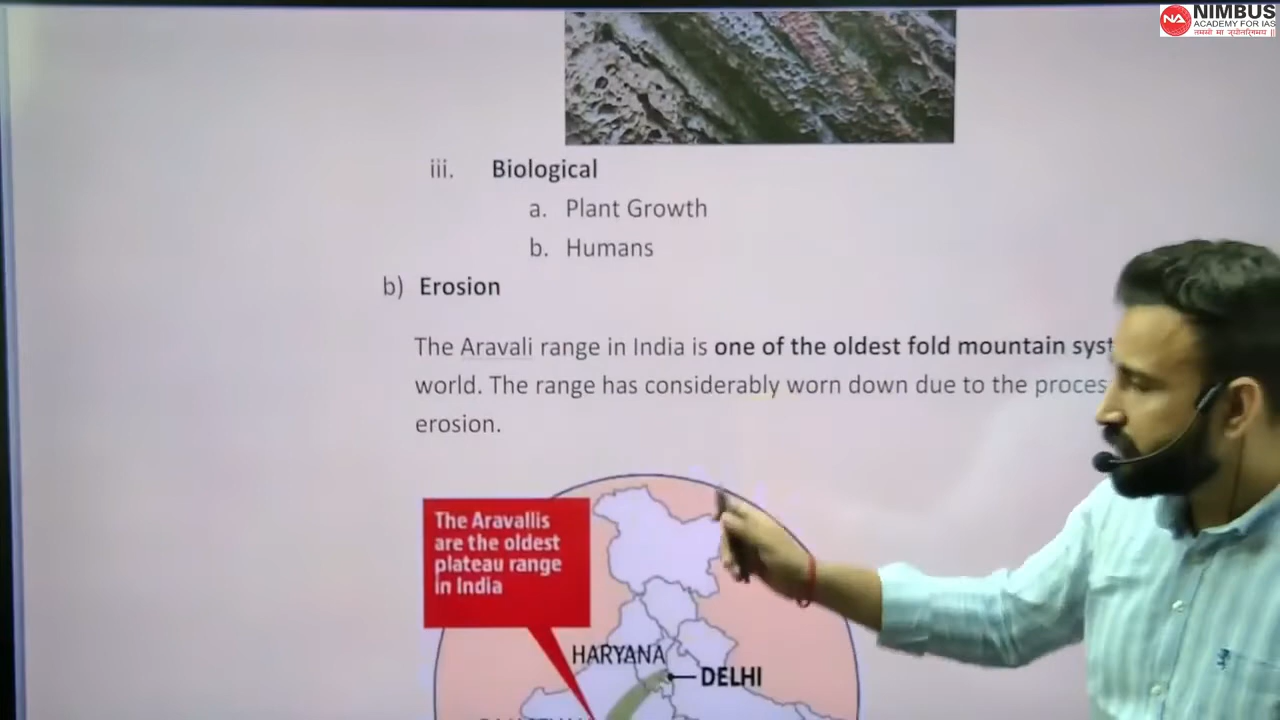 NA
NIMBUS
ACADEMY FOR IAS
iii. Biological
a. Plant Growth
b. Humans
b) Erosion
The Aravali range in India is one of the oldest fold mountain syst
world. The range has considerably worn down due to the proces
erosion.
The Aravallis
are the oldest
plateau range
in India
HARYANA
DELHI